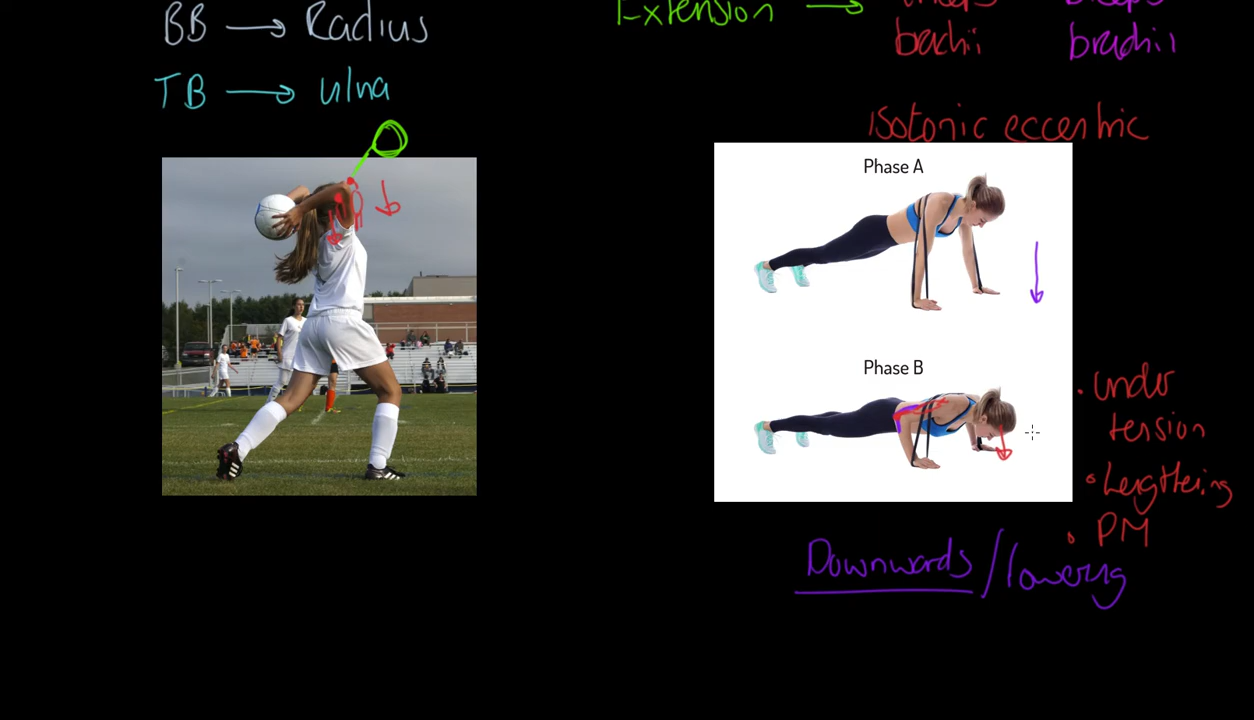 BB → Radius
TB → ulna
Extension →
brachii
brachii
Isotonic eccentric
Phase A
Phase B
• under
tension
• Lengthening
• PM
Downwards/lowering